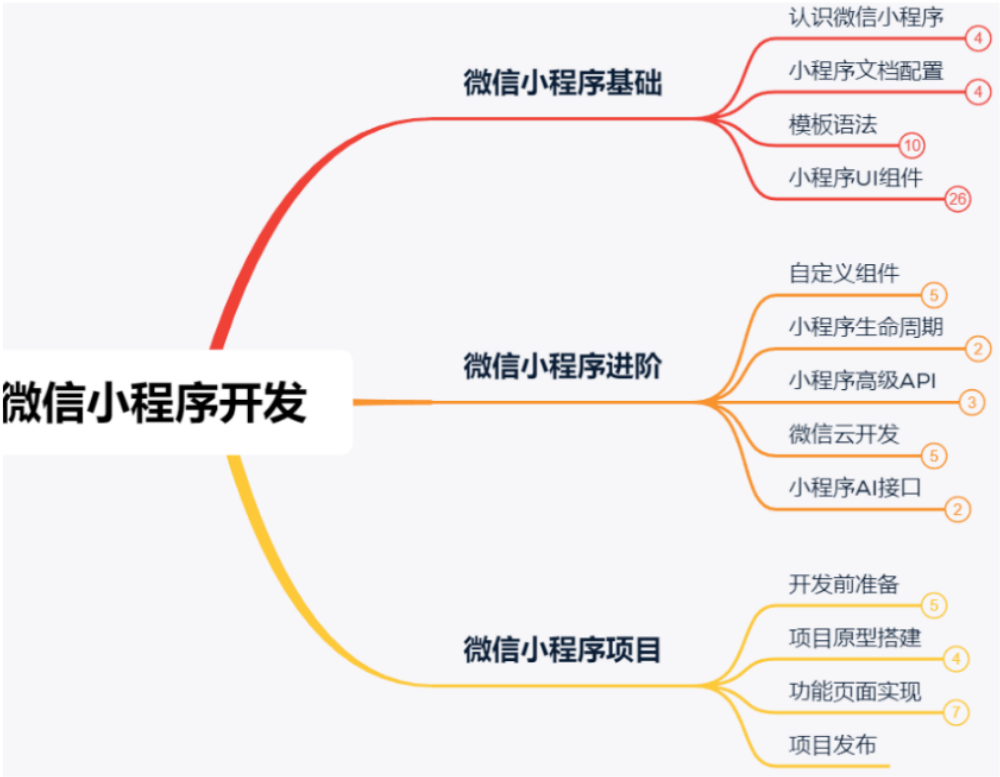 微信小程序开发
微信小程序基础
认识微信小程序 4
小程序文档配置 4
模板语法 10
小程序UI组件 26
微信小程序进阶
自定义组件 5
小程序生命周期 2
小程序高级API 3
微信云开发 5
小程序AI接口 2
微信小程序项目
开发前准备 5
项目原型搭建 4
功能页面实现 7
项目发布